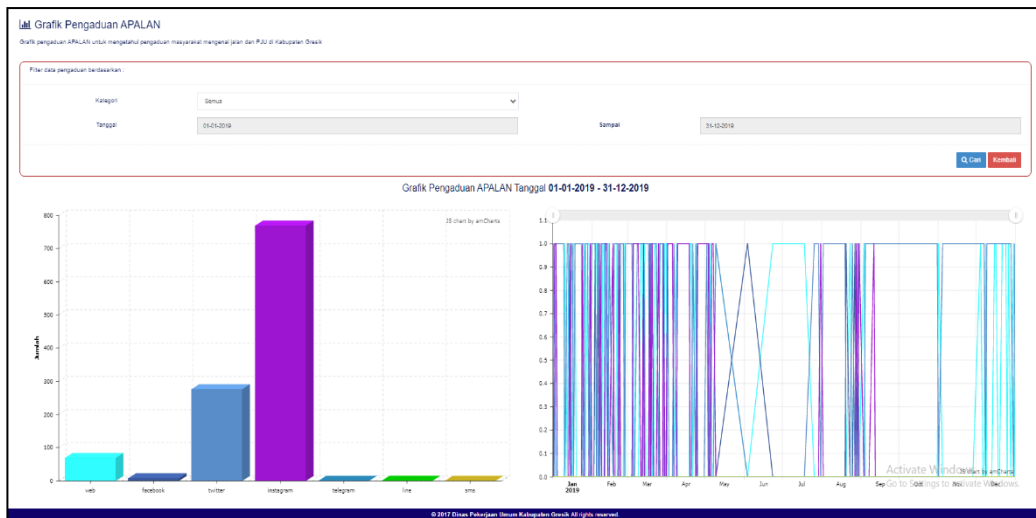 Grafik Pengaduan APALAN
Grafik pengaduan APALAN untuk mengetahui pengaduan masyarakat mengenai jalan dan PJU di Kabupaten Gresik
Filter data pengaduan berdasarkan :
Kategori
Semua
Tanggal
01-01-2019
Sampai
31-12-2019
Cari
Kembali
Grafik Pengaduan APALAN Tanggal 01-01-2019 - 31-12-2019
JS chart by amCharts
800
700
600
500
400
300
200
100
0
Jumlah
web facebook twitter instagram telegram line sms
1.1
1.0
0.9
0.8
0.7
0.6
0.5
0.4
0.3
0.2
0.1
0.0
Jan Feb Mar Apr May Jun Jul Aug Sep Oct Nov Dec
2019
JS chart by amCharts
Activate Windows
Go to Settings to activate Windows.
© 2017 Dinas Pekerjaan Umum Kabupaten Gresik All rights reserved.